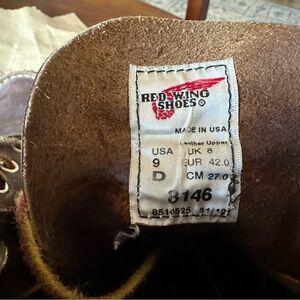 RED WING
SHOES
MADE IN USA
Leather Upper
USA UK 8
9 EUR 42.0
D CM 27.0
8146